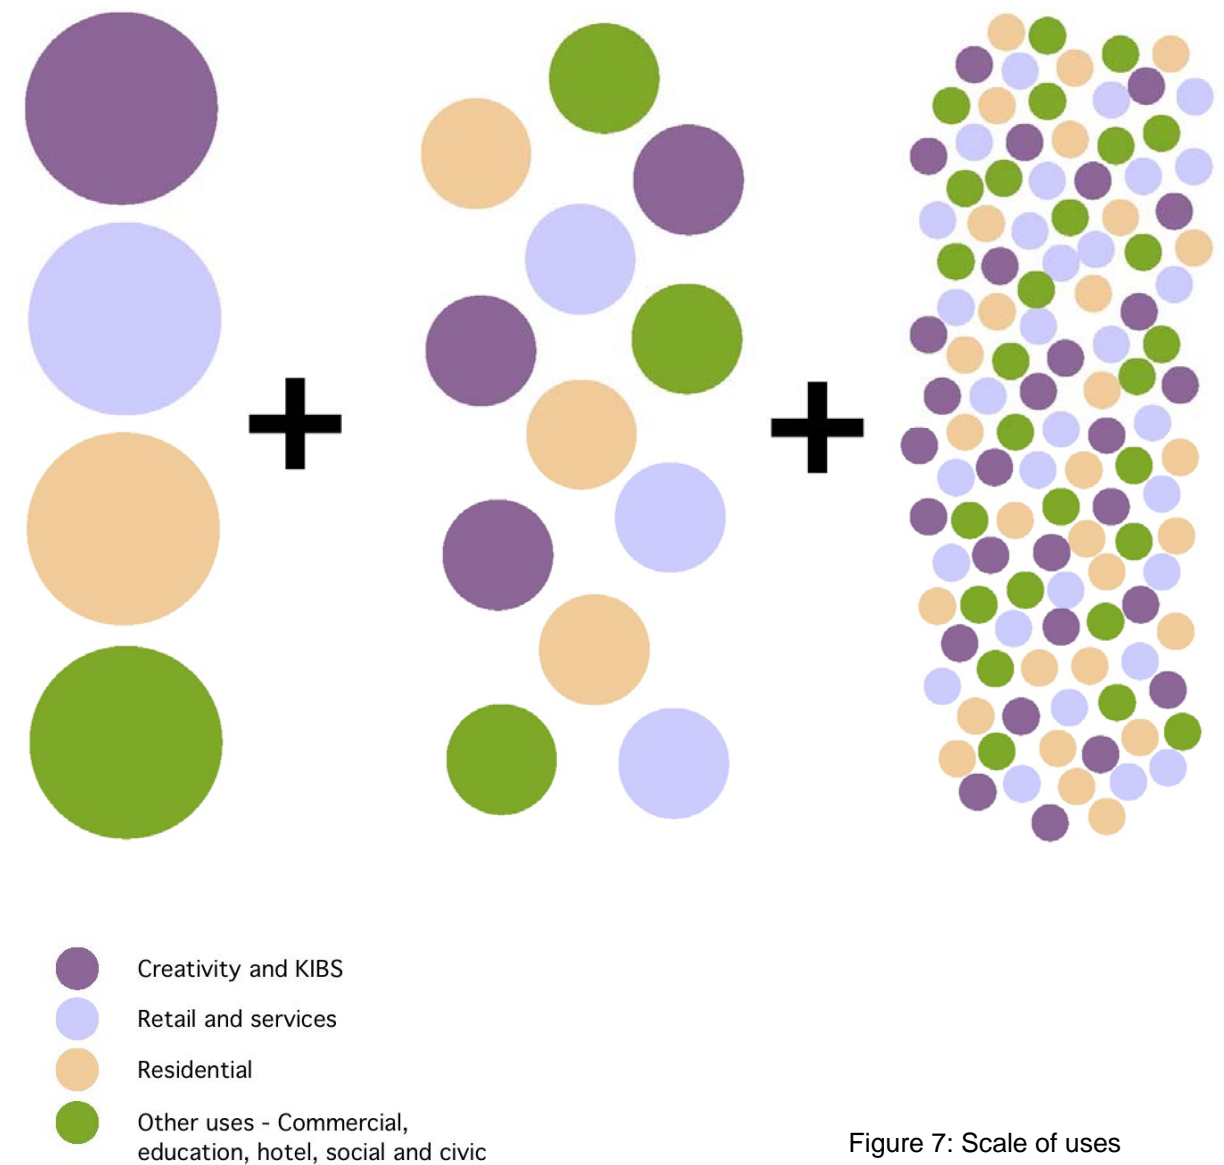 Creativity and KIBS
Retail and services
Residential
Other uses - Commercial,
education, hotel, social and civic
Figure 7: Scale of uses